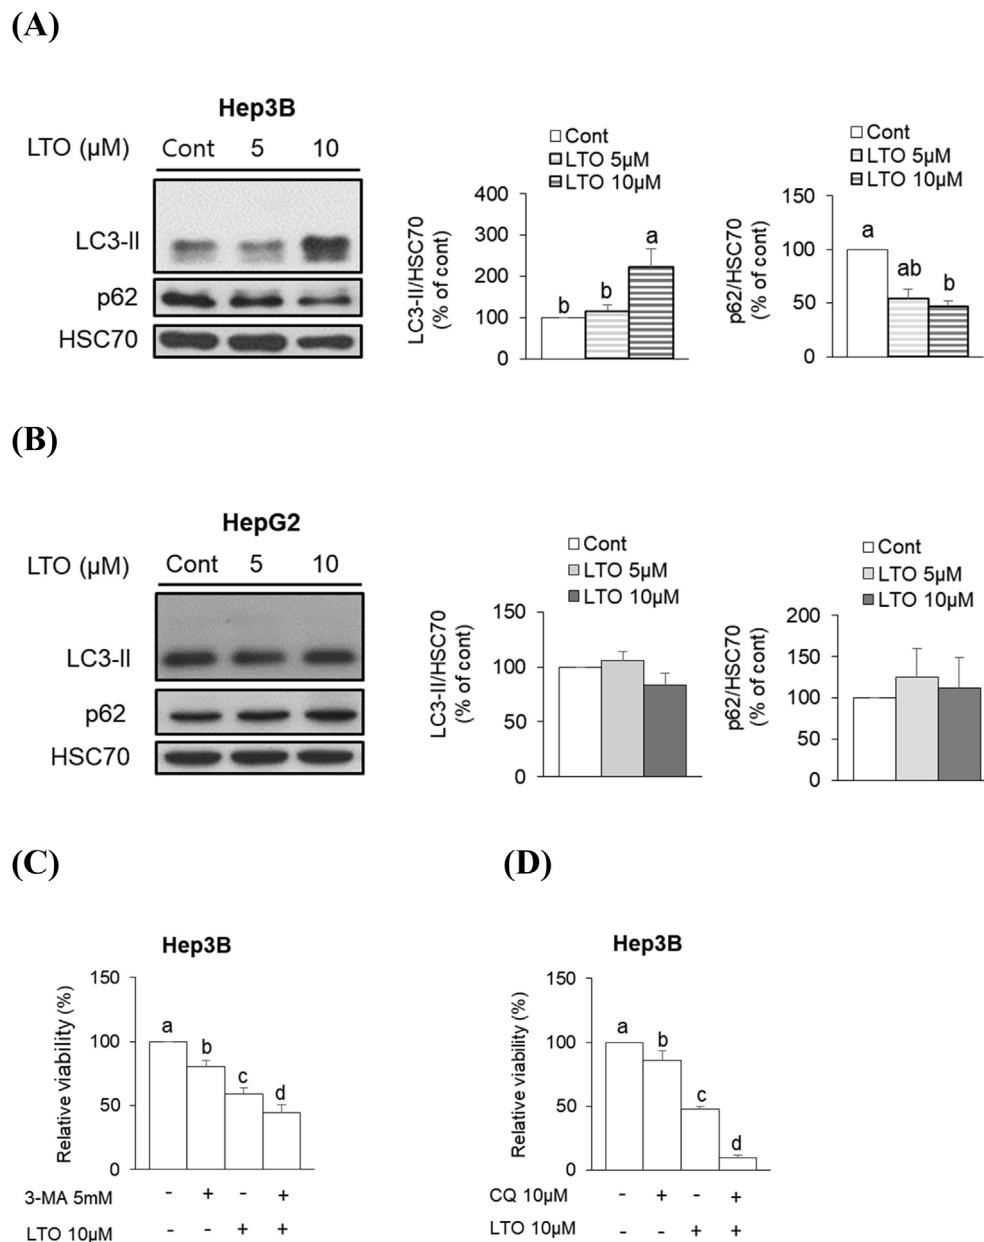 (A)
Hep3B
LTO (μM) Cont 5 10
LC3-II
p62
HSC70
Cont
LTO 5μM
LTO 10μM
LC3-II/HSC70
(% of cont)
400
300
200
100
0
b b a
Cont
LTO 5μM
LTO 10μM
p62/HSC70
(% of cont)
150
100
50
0
a ab b
(B)
HepG2
LTO (μM) Cont 5 10
LC3-II
p62
HSC70
Cont
LTO 5μM
LTO 10μM
LC3-II/HSC70
(% of cont)
150
100
50
0
Cont
LTO 5μM
LTO 10μM
p62/HSC70
(% of cont)
200
150
100
50
0
(C)
Hep3B
Relative viability (%)
150
100
50
0
a b c d
3-MA 5mM - + - +
LTO 10μM - - + +
(D)
Hep3B
Relative viability (%)
150
100
50
0
a b c d
CQ 10μM - + - +
LTO 10μM - - + +